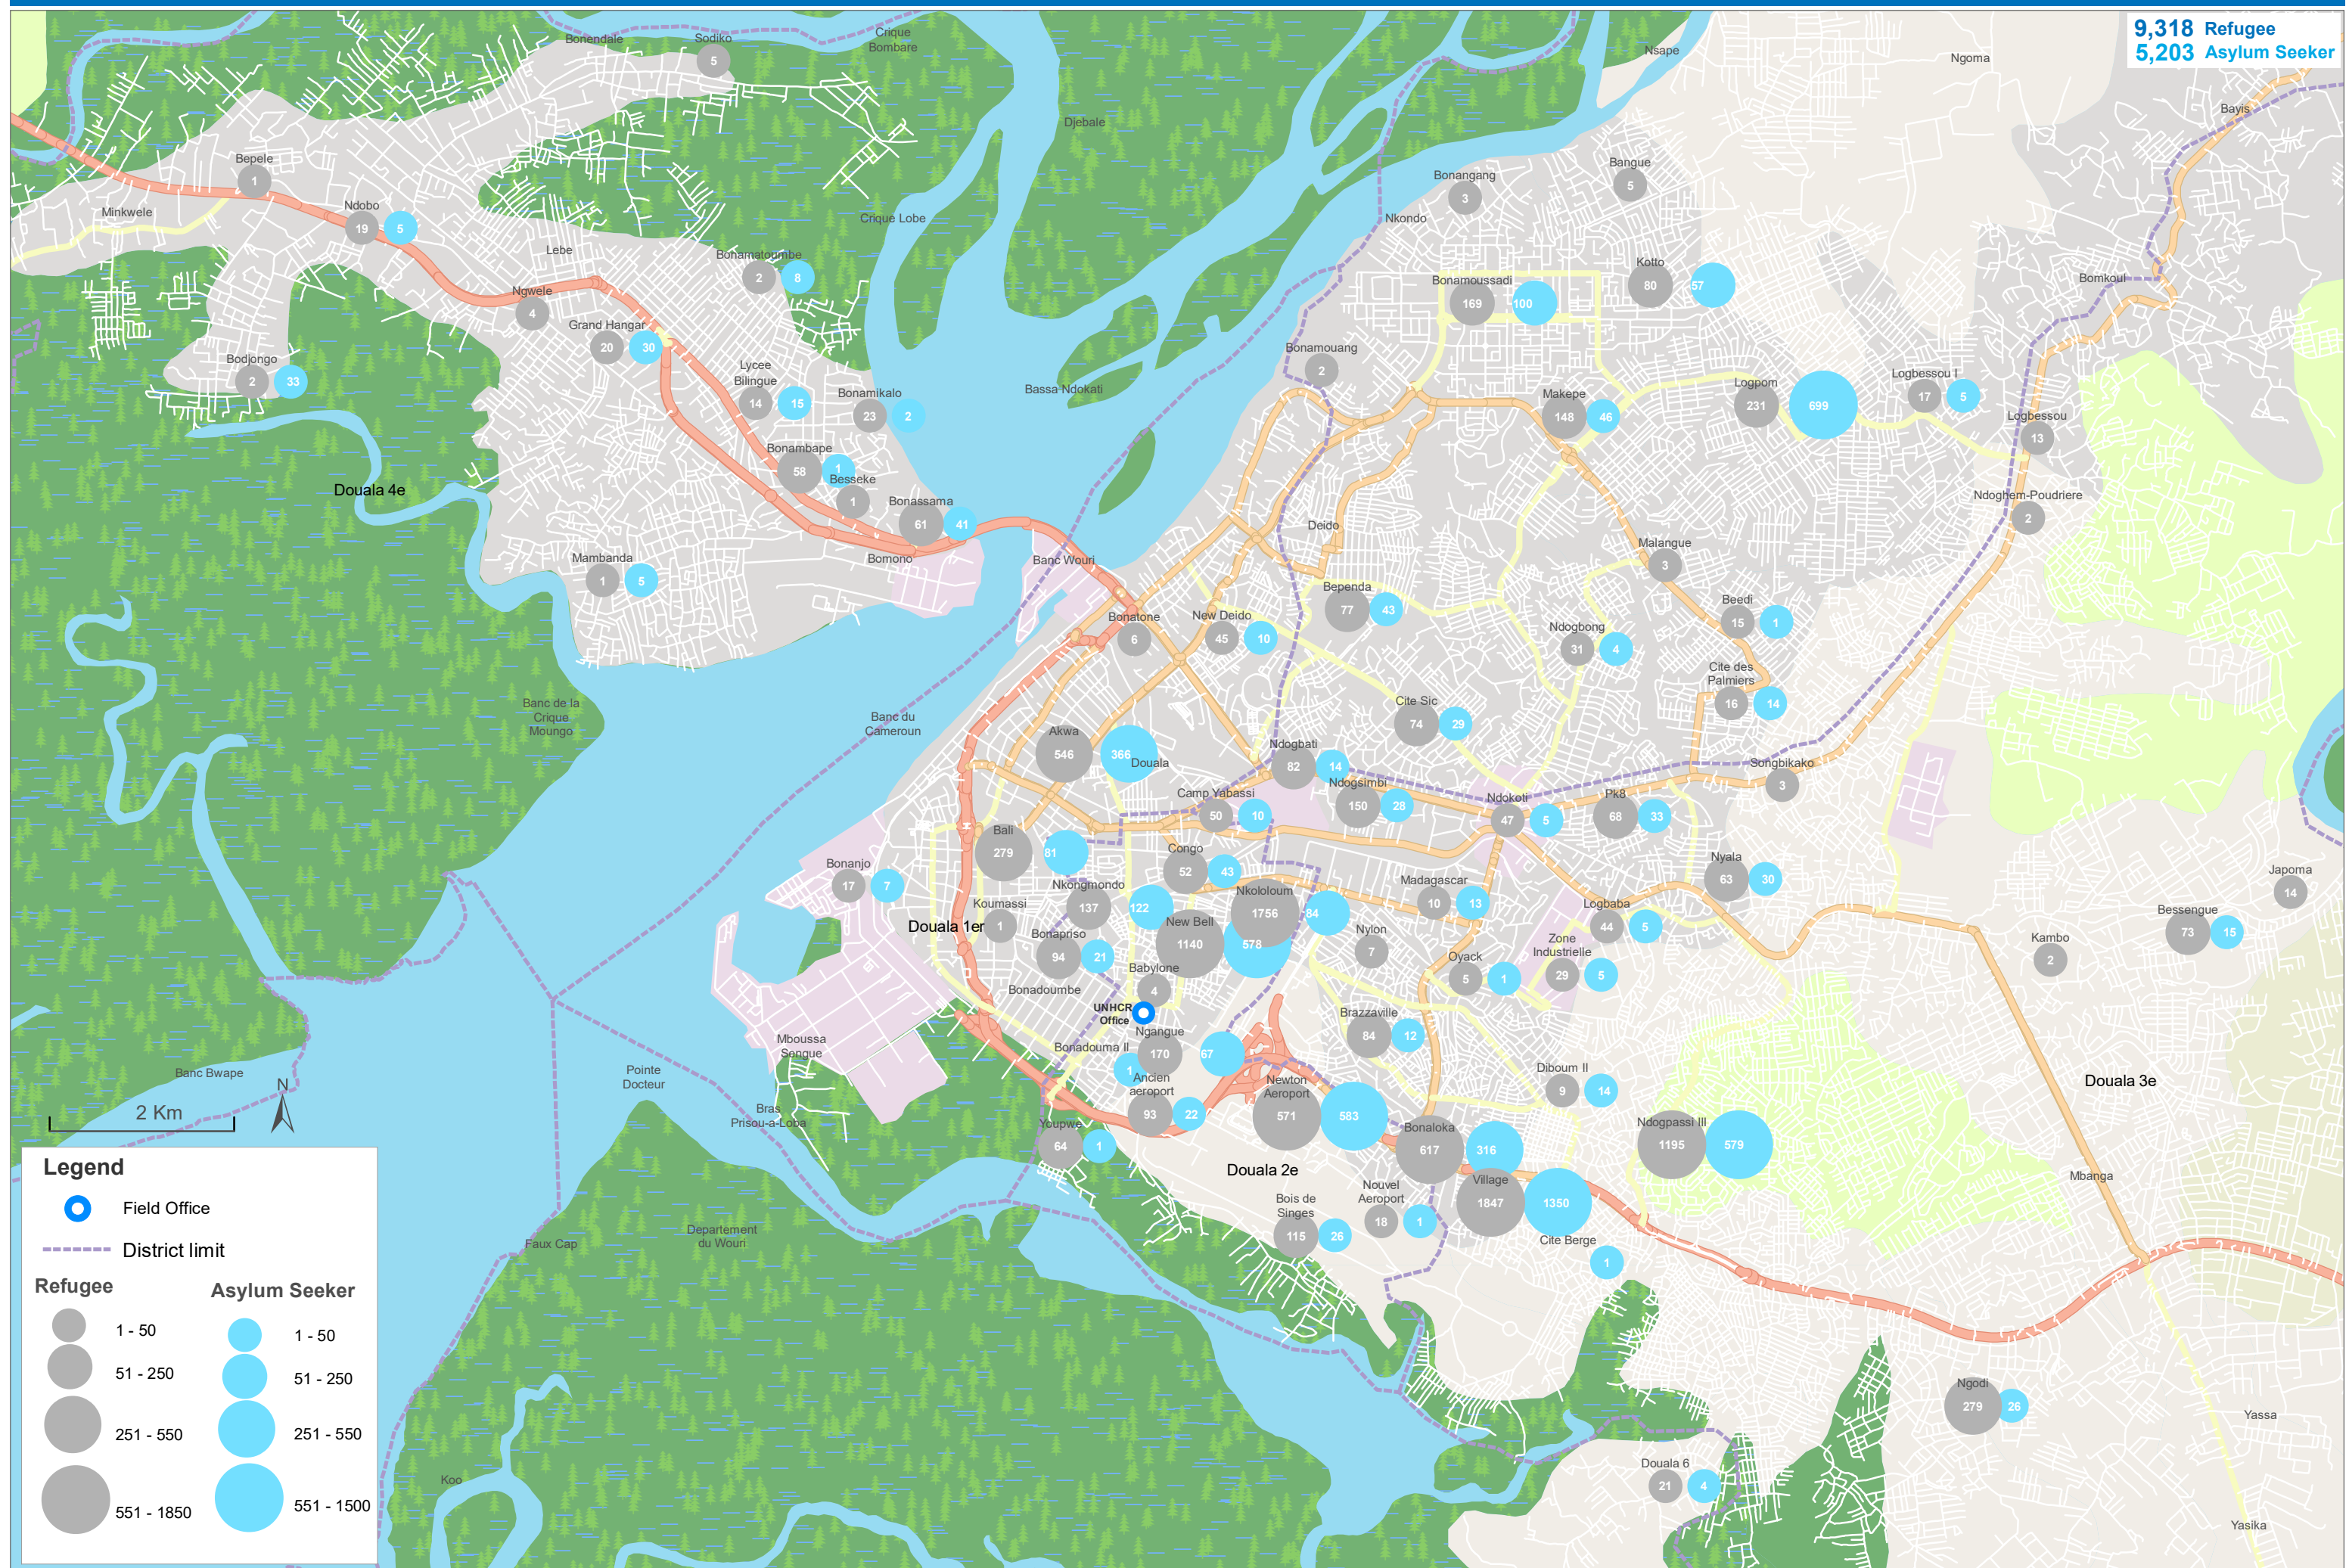 9,318 Refugee
5,203 Asylum Seeker
Bonendale
Sodiko
5
Crique
Bombare
Nsape
Ngoma
Bayis
Djebale
Bepele
1
Minkwele
Ndobo
19
5
Lebe
Crique Lobe
Bonangang
3
Bangue
5
Nkondo
Bonamatoumbe
2
8
Ngwele
4
Grand Hangar
20
30
Bonamoussadi
169
100
Kotto
80
57
Bomkoul
Bodjongo
2
33
Lycee
Bilingue
14
15
Bonamikalo
23
2
Bassa Ndokati
Bonamouang
2
Makepe
148
46
Logpom
231
699
Logbessou I
17
5
Logbessou
13
Bonambape
58
1
Besseke
1
Bonassama
61
41
Douala 4e
Ndoghem-Poudriere
2
Deido
Malangue
3
Mambanda
1
5
Bomono
Banc Wouri
Bonatone
6
New Deido
45
10
Bependa
77
43
Ndogbong
31
4
Beedi
15
1
Cite des
Palmiers
16
14
Banc de la
Crique
Moungo
Banc du
Cameroun
Akwa
546
366
Douala
Cite Sic
74
29
Ndogbati
82
14
Ndogsimbi
150
28
Camp Yabassi
50
10
Ndokoti
47
5
Pk8
68
33
Songbikako
3
Bali
279
81
Bonanjo
17
7
Congo
52
43
Nkongmondo
137
122
Nkololoum
1756
84
Madagascar
10
13
Nyala
63
30
Japoma
14
Koumassi
1
Douala 1er
Bonapriso
94
21
New Bell
1140
578
Nylon
7
Logbaba
44
5
Zone
Industrielle
29
5
Bessengue
73
15
Kambo
2
Babylone
4
Oyack
5
1
Bonadoumbe
UNHCR
Office
Ngangue
170
67
Bonadouma II
1
Brazzaville
84
12
Mboussa
Sengue
Ancien
aeroport
93
22
Newton
Aeroport
571
583
Diboum II
9
14
Douala 3e
Banc Bwape
Pointe
Docteur
Bras
Prisou-a-Loba
Youpwe
64
1
Bonaloka
617
316
Ndogpassi III
1195
579
Douala 2e
Village
1847
1350
Mbanga
Bois de
Singes
115
26
Nouvel
Aeroport
18
1
Cite Berge
1
Departement
du Wouri
Faux Cap
Koo
Ngodi
279
26
Yassa
Douala 6
21
4
Yasika
N
2 Km
Legend
Field Office
District limit
Refugee
1 - 50
51 - 250
251 - 550
551 - 1850
Asylum Seeker
1 - 50
51 - 250
251 - 550
551 - 1500